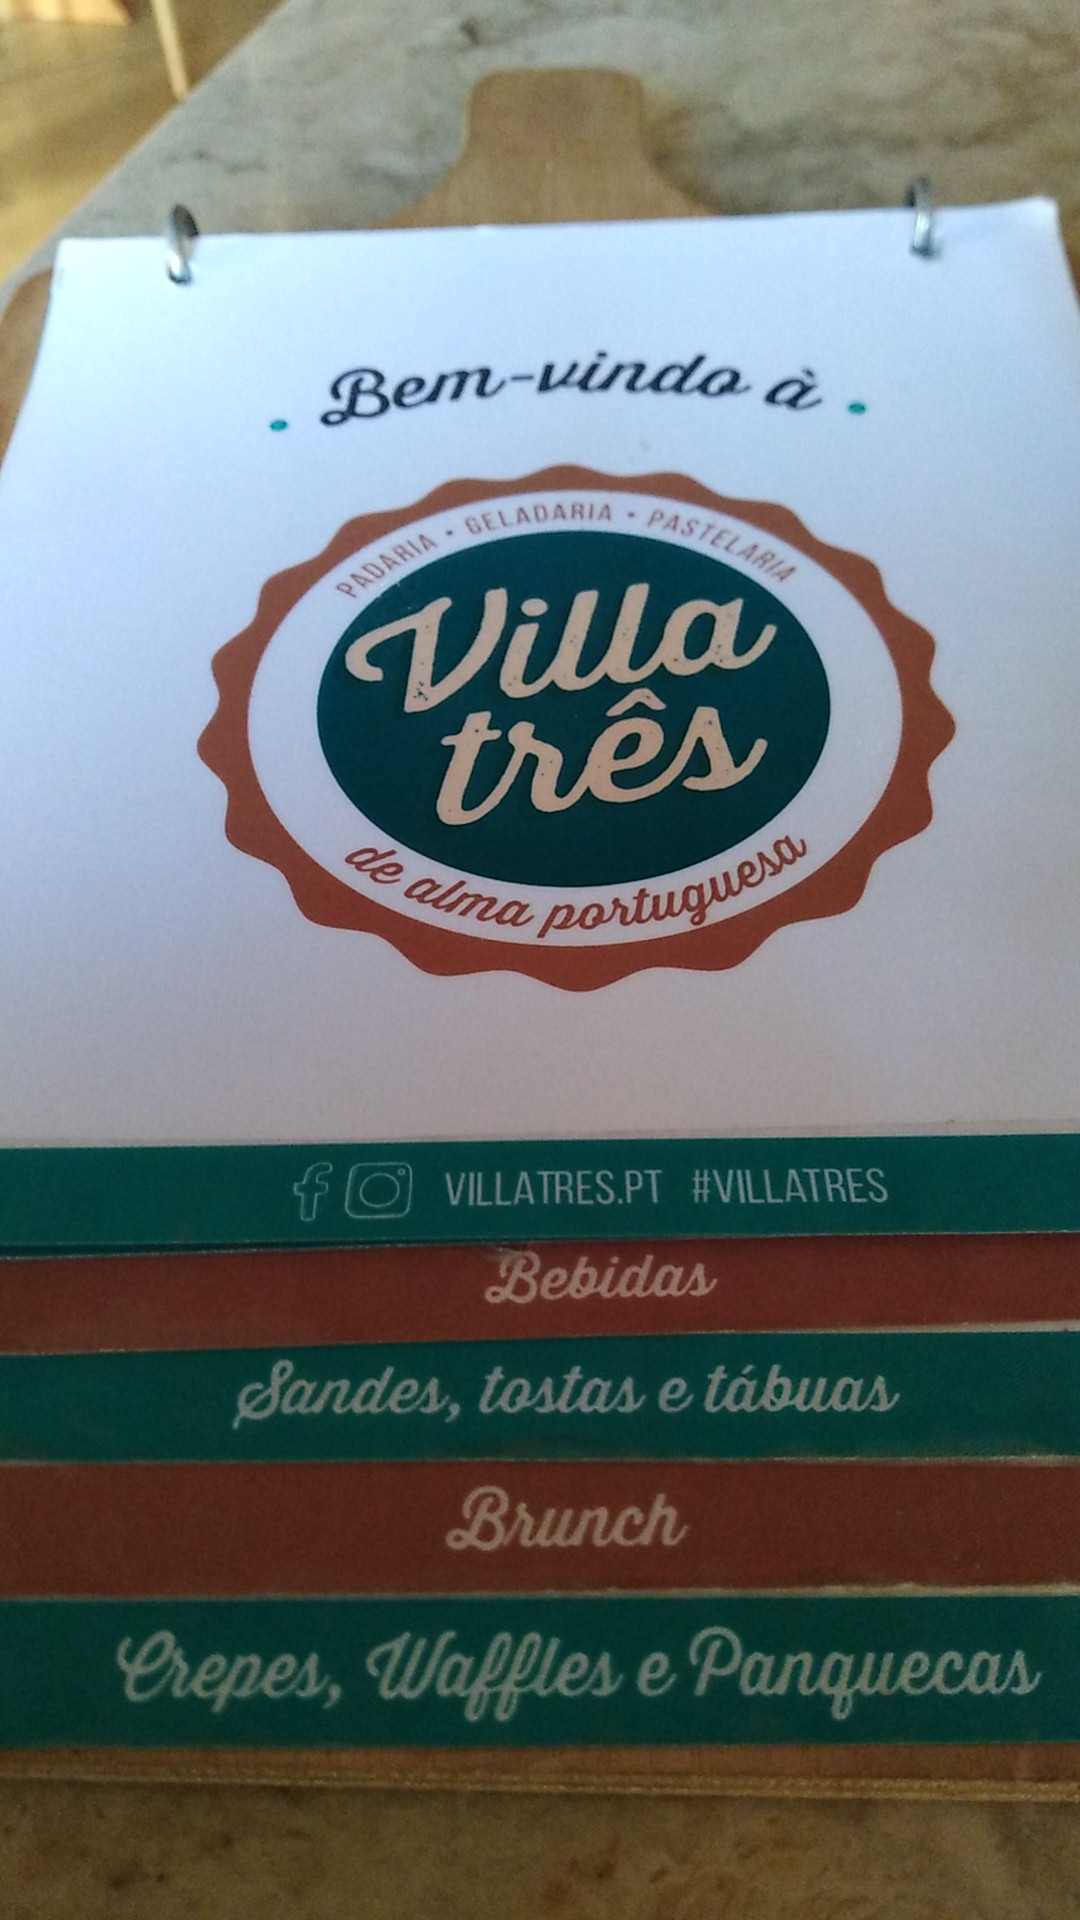 Bem-vindo à
PADARIA • GELADARIA • PASTELARIA
Villa
três
de alma portuguesa
VILLATRES.PT #VILLATRES
Bebidas
Sandes, tostas e tábuas
Brunch
Crepes, Waffles e Panquecas